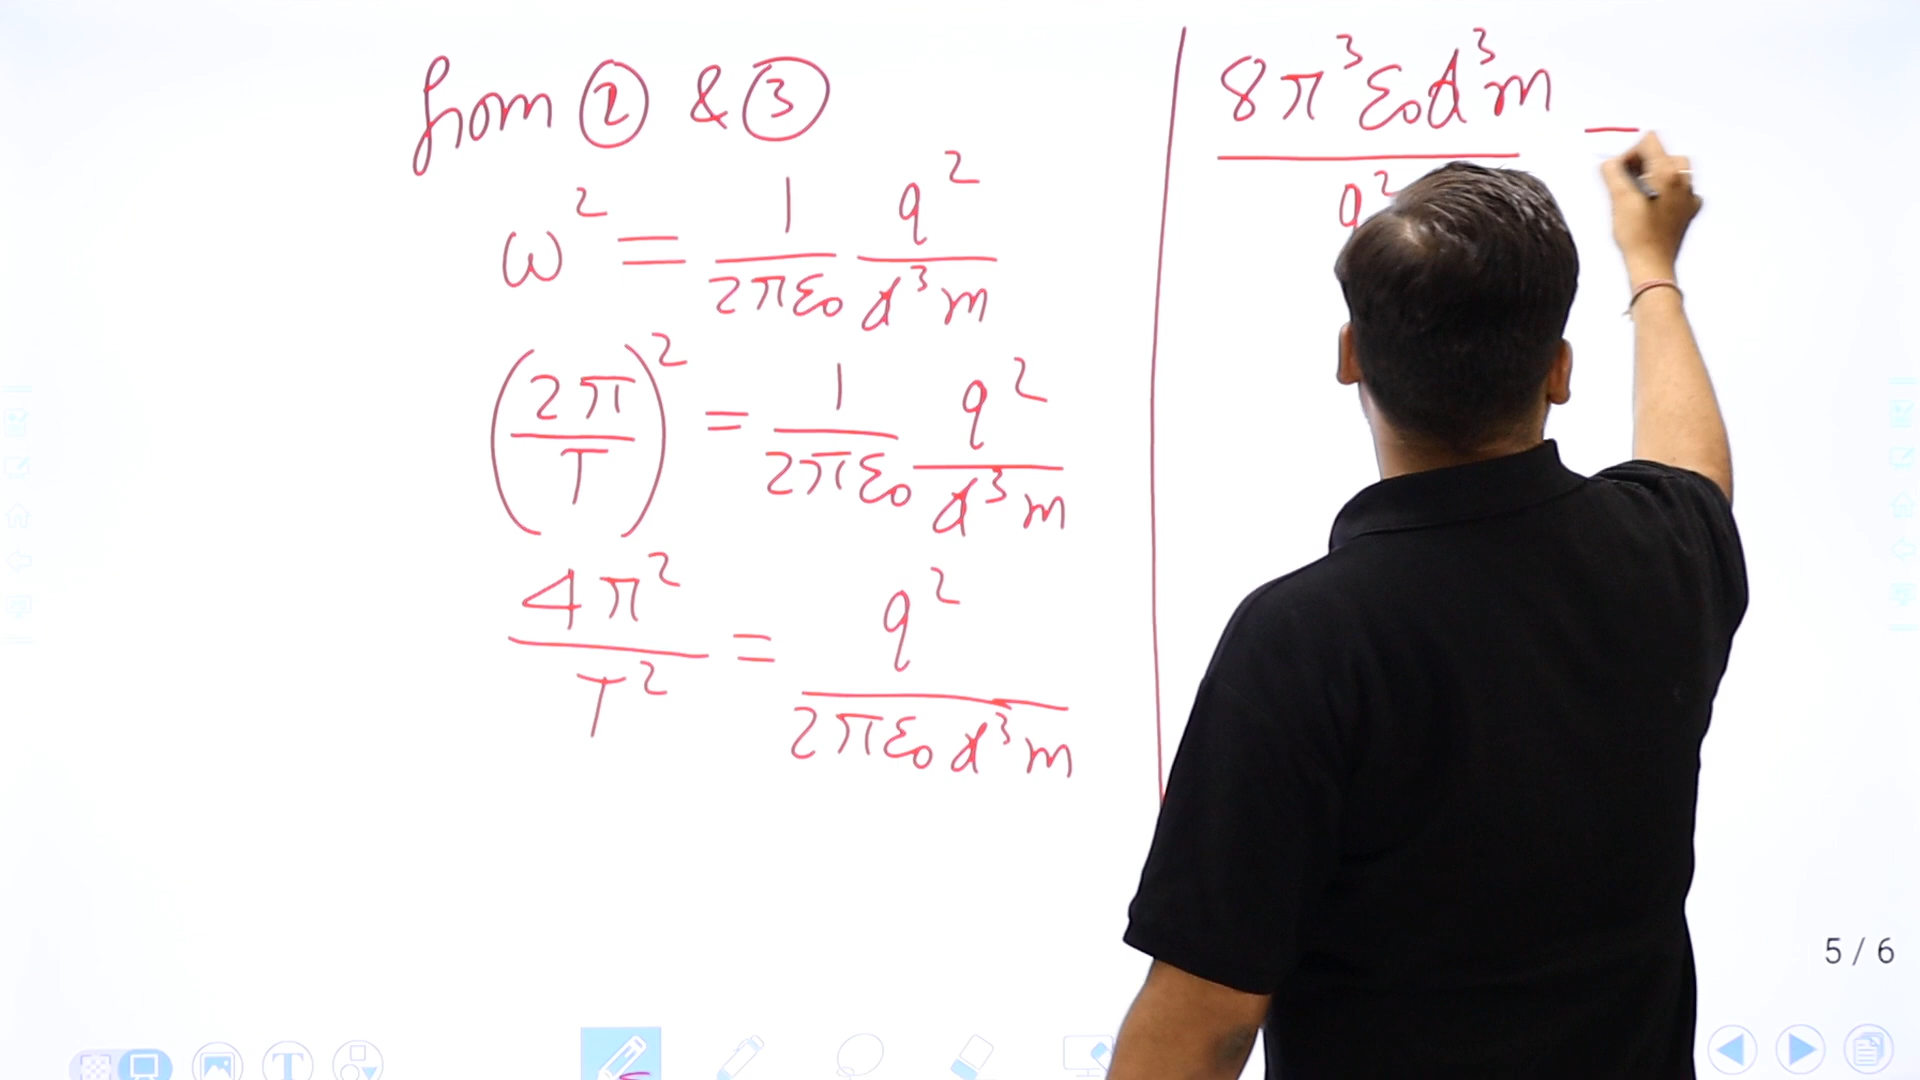 from ② & ③
ω² = 1/2πε₀ q²/d³m
(2π/T)² = 1/2πε₀ q²/d³m
4π²/T² = q²/2πε₀d³m
8π³ε₀d³m/q² =
5 / 6
T